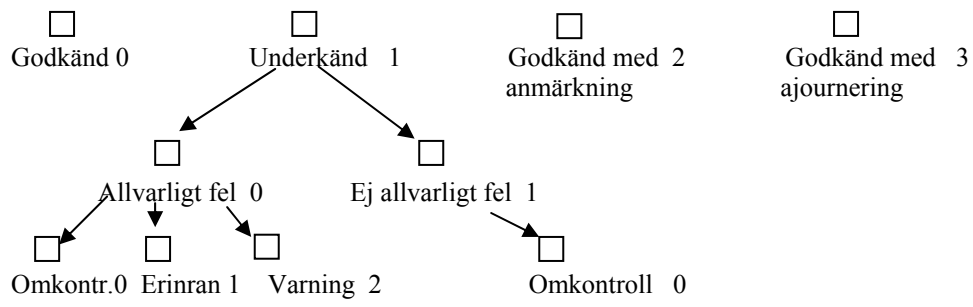 Godkänd 0 Underkänd 1 Godkänd med 2 Godkänd med 3
anmärkning ajournering
Allvarligt fel 0 Ej allvarligt fel 1
Omkontr.0 Erinran 1 Varning 2 Omkontroll 0